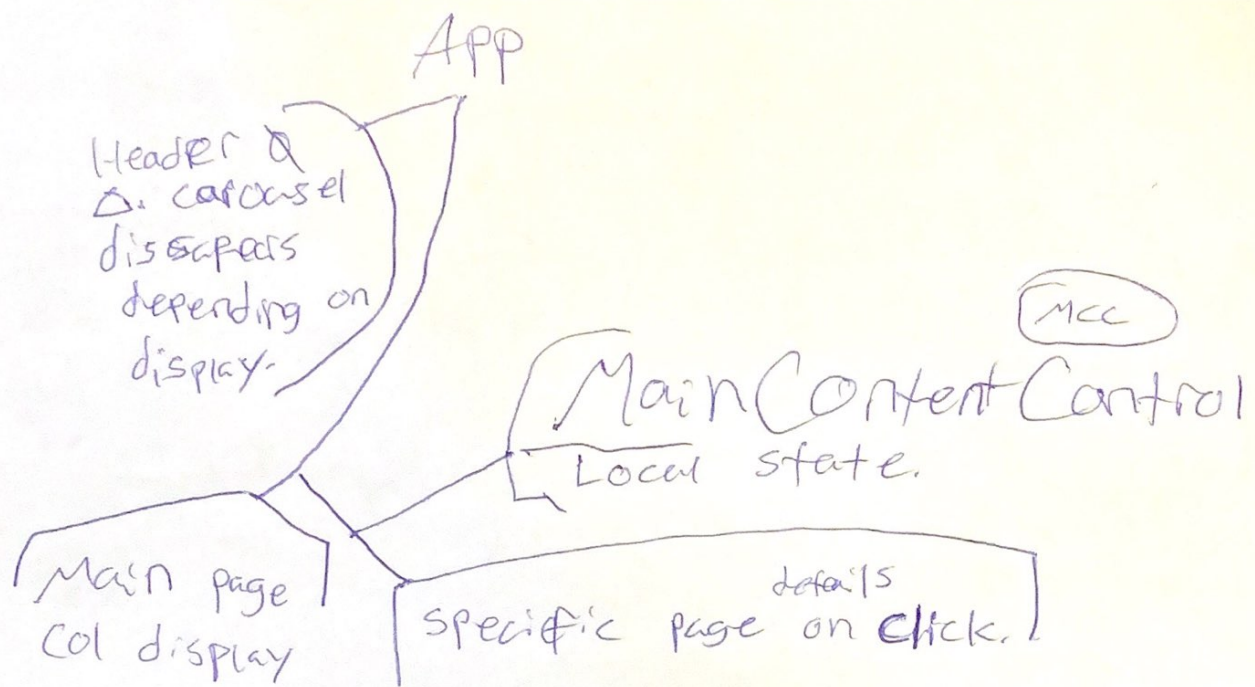 App
Header &
△. carousel
dissapears
depending on
display.
MCC
MainContentControl
Local state.
Main page
Col display
details
specific page on click.